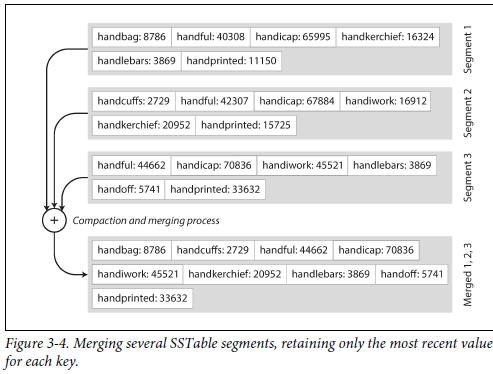 handbag: 8786 handful: 40308 handicap: 65995 handkerchief: 16324
handlebars: 3869 handprinted: 11150
Segment 1
handcuffs: 2729 handful: 42307 handicap: 67884 handiwork: 16912
handkerchief: 20952 handprinted: 15725
Segment 2
handful: 44662 handicap: 70836 handiwork: 45521 handlebars: 3869
handoff: 5741 handprinted: 33632
Segment 3
+ Compaction and merging process
handbag: 8786 handcuffs: 2729 handful: 44662 handicap: 70836
handiwork: 45521 handkerchief: 20952 handlebars: 3869 handoff: 5741
handprinted: 33632
Merged 1, 2, 3
Figure 3-4. Merging several SSTable segments, retaining only the most recent value
for each key.